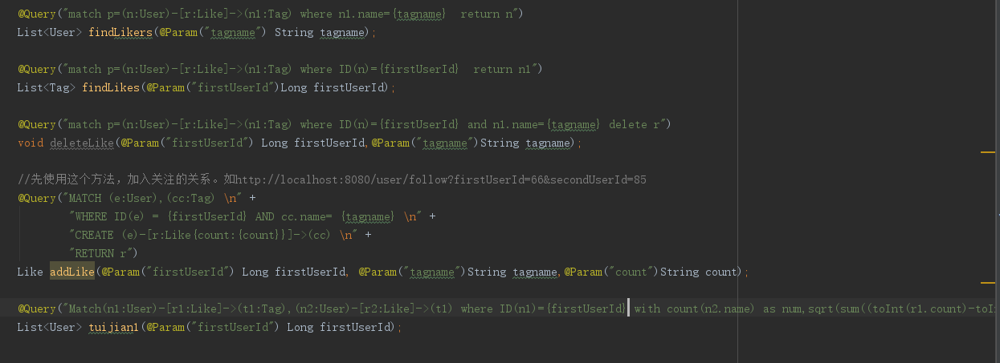 @Query("match p=(n:User)-[r:Like]->(n1:Tag) where n1.name={tagname}  return n")
List<User> findLikers(@Param("tagname") String tagname);
@Query("match p=(n:User)-[r:Like]->(n1:Tag) where ID(n)={firstUserId}  return n1")
List<Tag> findLikes(@Param("firstUserId")Long firstUserId);
@Query("match p=(n:User)-[r:Like]->(n1:Tag) where ID(n)={firstUserId} and n1.name={tagname} delete r")
void deleteLike(@Param("firstUserId") Long firstUserId,@Param("tagname")String tagname);
//先使用这个方法，加入关注的关系。如http://localhost:8080/user/follow?firstUserId=66&secondUserId=85
@Query("MATCH (e:User),(cc:Tag) \n" +
"WHERE ID(e) = {firstUserId} AND cc.name= {tagname} \n" +
"CREATE (e)-[r:Like{count:{count}}]->(cc) \n" +
"RETURN r")
Like addLike(@Param("firstUserId") Long firstUserId, @Param("tagname")String tagname,@Param("count")String count);
@Query("Match(n1:User)-[r1:Like]->(t1:Tag),(n2:User)-[r2:Like]->(t1) where ID(n1)={firstUserId} with count(n2.name) as num,sqrt(sum((toInt(r1.count)-toI
List<User> tuijian1(@Param("firstUserId") Long firstUserId);